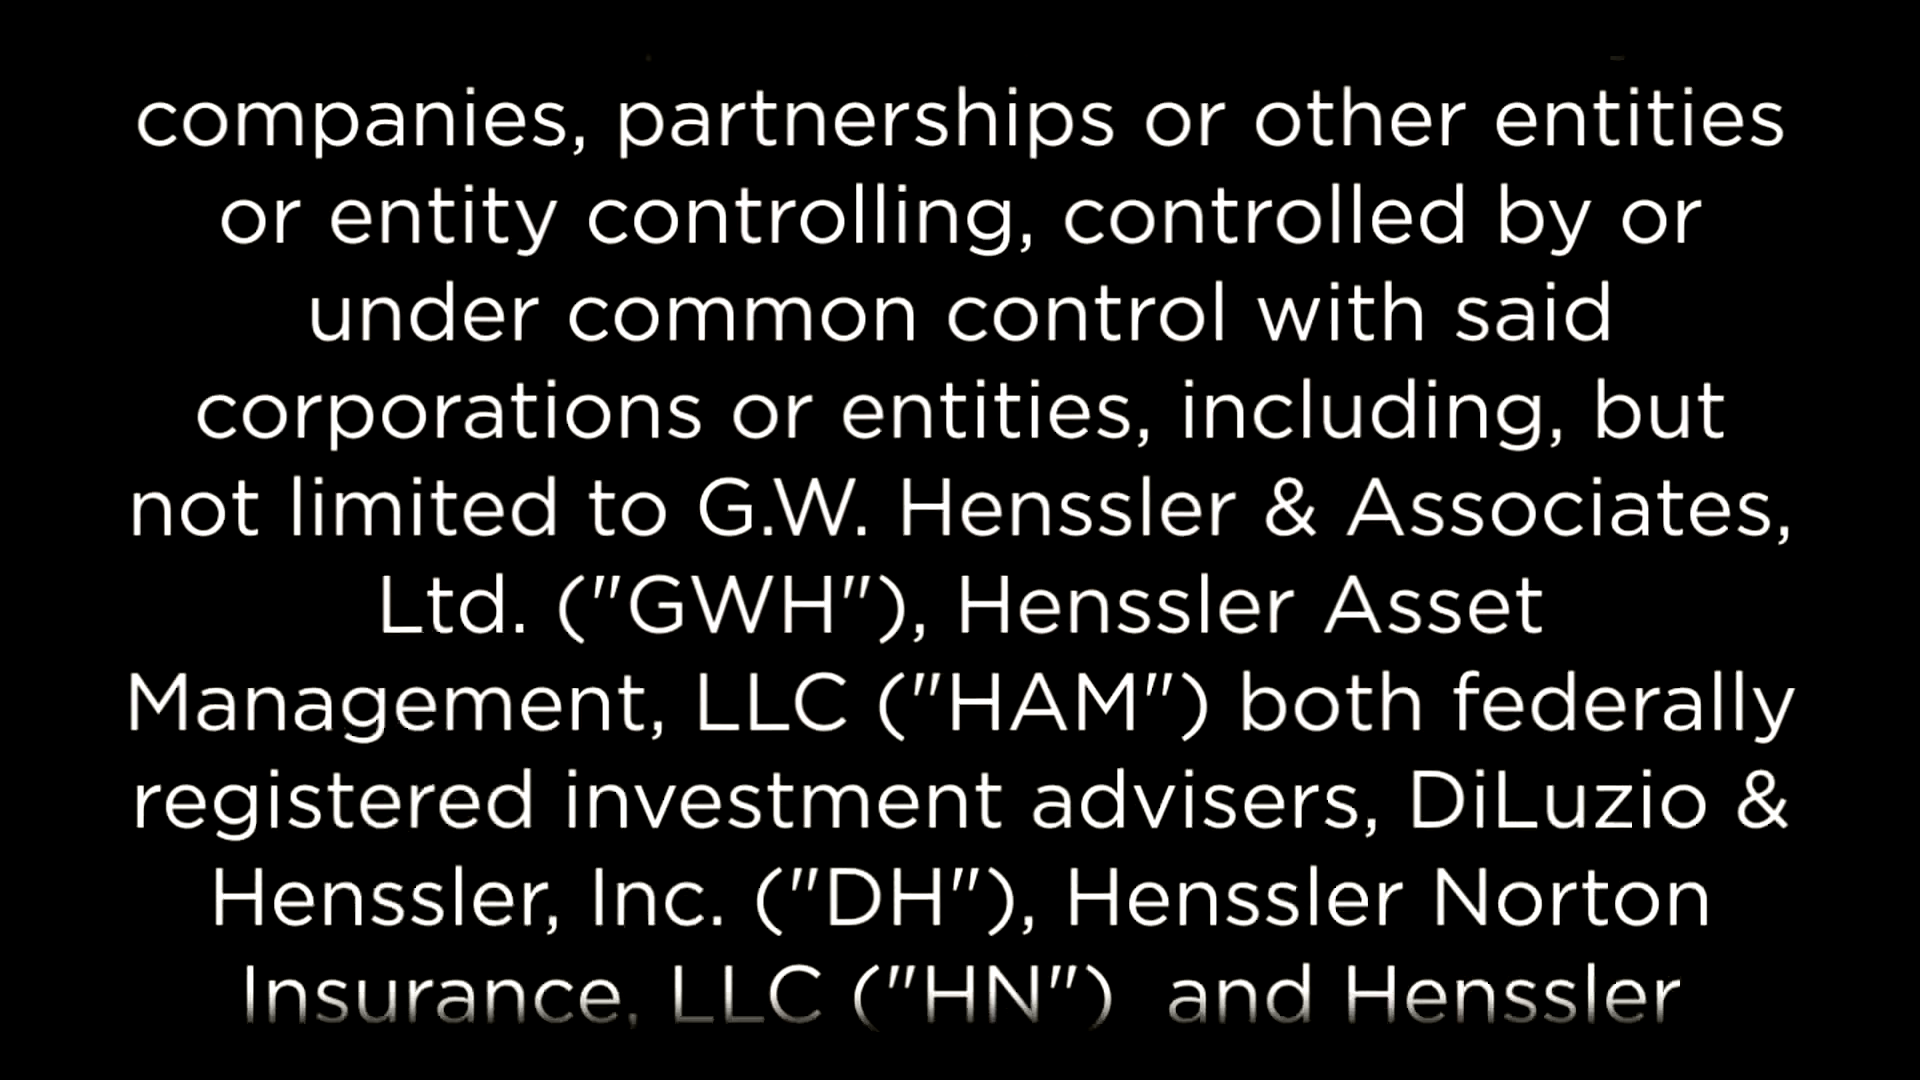 companies, partnerships or other entities
or entity controlling, controlled by or
under common control with said
corporations or entities, including, but
not limited to G.W. Henssler & Associates,
Ltd. ("GWH"), Henssler Asset
Management, LLC ("HAM") both federally
registered investment advisers, DiLuzio &
Henssler, Inc. ("DH"), Henssler Norton
Insurance, LLC ("HN")  and Henssler